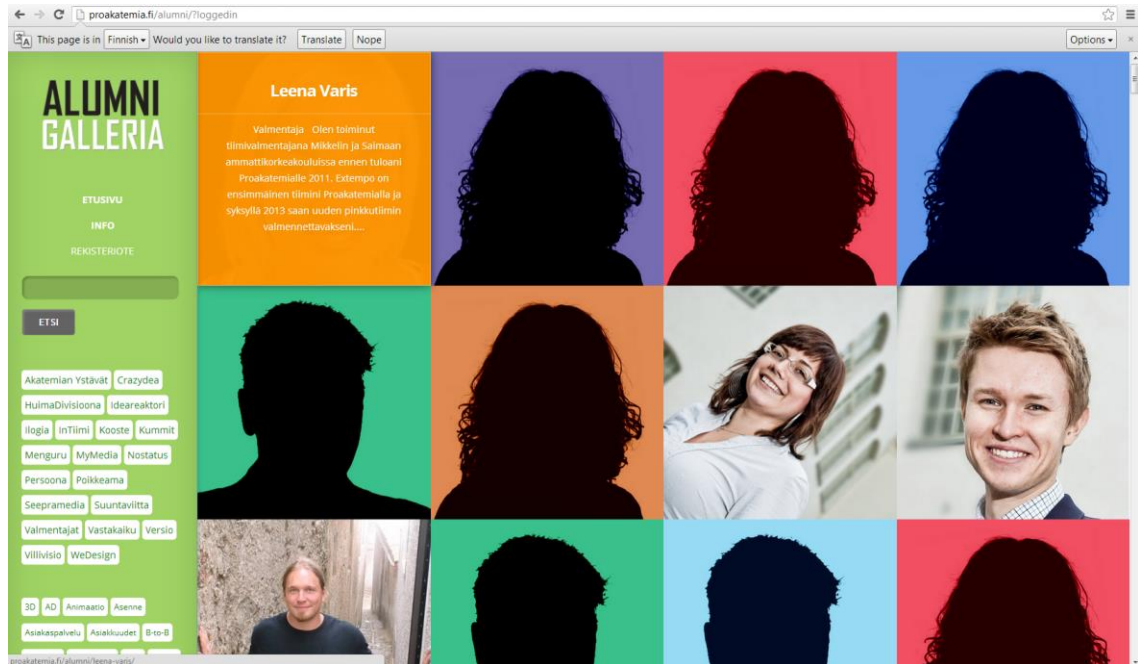 proakatemia.fi/alumni/?loggedin
This page is in Finnish Would you like to translate it? Translate Nope Options
ALUMNI
GALLERIA
ETUSIVU
INFO
REKISTERIOTE
ETSI
Akatemian Ystävät Crazydea
HuimaDivisioona Ideareaktori
Ilogia InTiimi Kooste Kummit
Menguru MyMedia Nostatus
Persoona Poikkeama
Seepramedia Suuntaviitta
Valmentajat Vastakaiku Versio
Villivisio WeDesign
3D AD Animaatio Asenne
Asiakaspalvelu Asiakkuudet B-to-B
proakatemia.fi/alumni/leena-varis/
Leena Varis
Valmentaja Olen toiminut
tiimivalmentajana Mikkelin ja Saimaan
ammattikorkeakouluissa ennen tuloani
Proakatemialle 2011. Extempo on
ensimmäinen tiimini Proakatemialla ja
syksyllä 2013 saan uuden pinkkutiimin
valmennettavakseni....